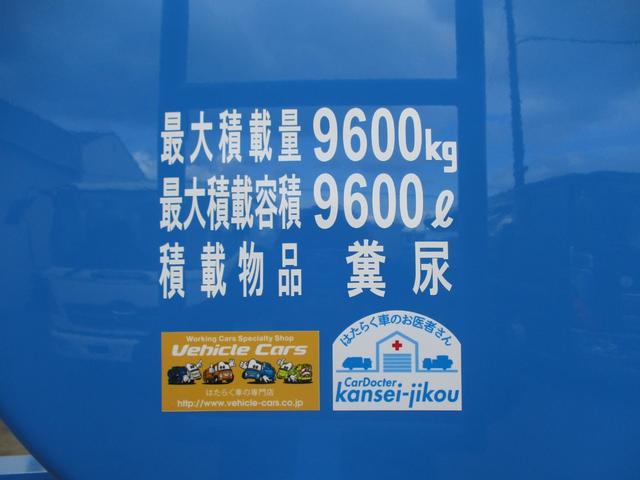 最大積載量 9600kg
最大積載容積 9600ℓ
積載物品 糞尿
Working Cars Specialty Shop
Vehicle Cars
はたらく車の専門店
http://www.vehicle-cars.co.jp
はたらく車のお医者さん
CarDocter
kansei-jikou